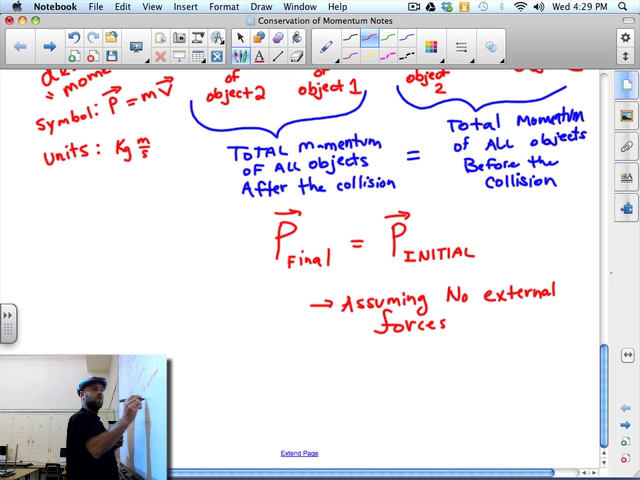 Notebook File Edit View Insert Format Draw Window Help Wed 4:29 PM
Conservation of Momentum Notes
of of
object 2 object 1 object
2
"mome
symbol: P = mV
units: Kg m/s
TOTAL momentum
OF ALL objects
After the collision
=
Total Momentum
of ALL objects
Before the
Collision
P Final = P INITIAL
→ Assuming No external
forces
Extend Page